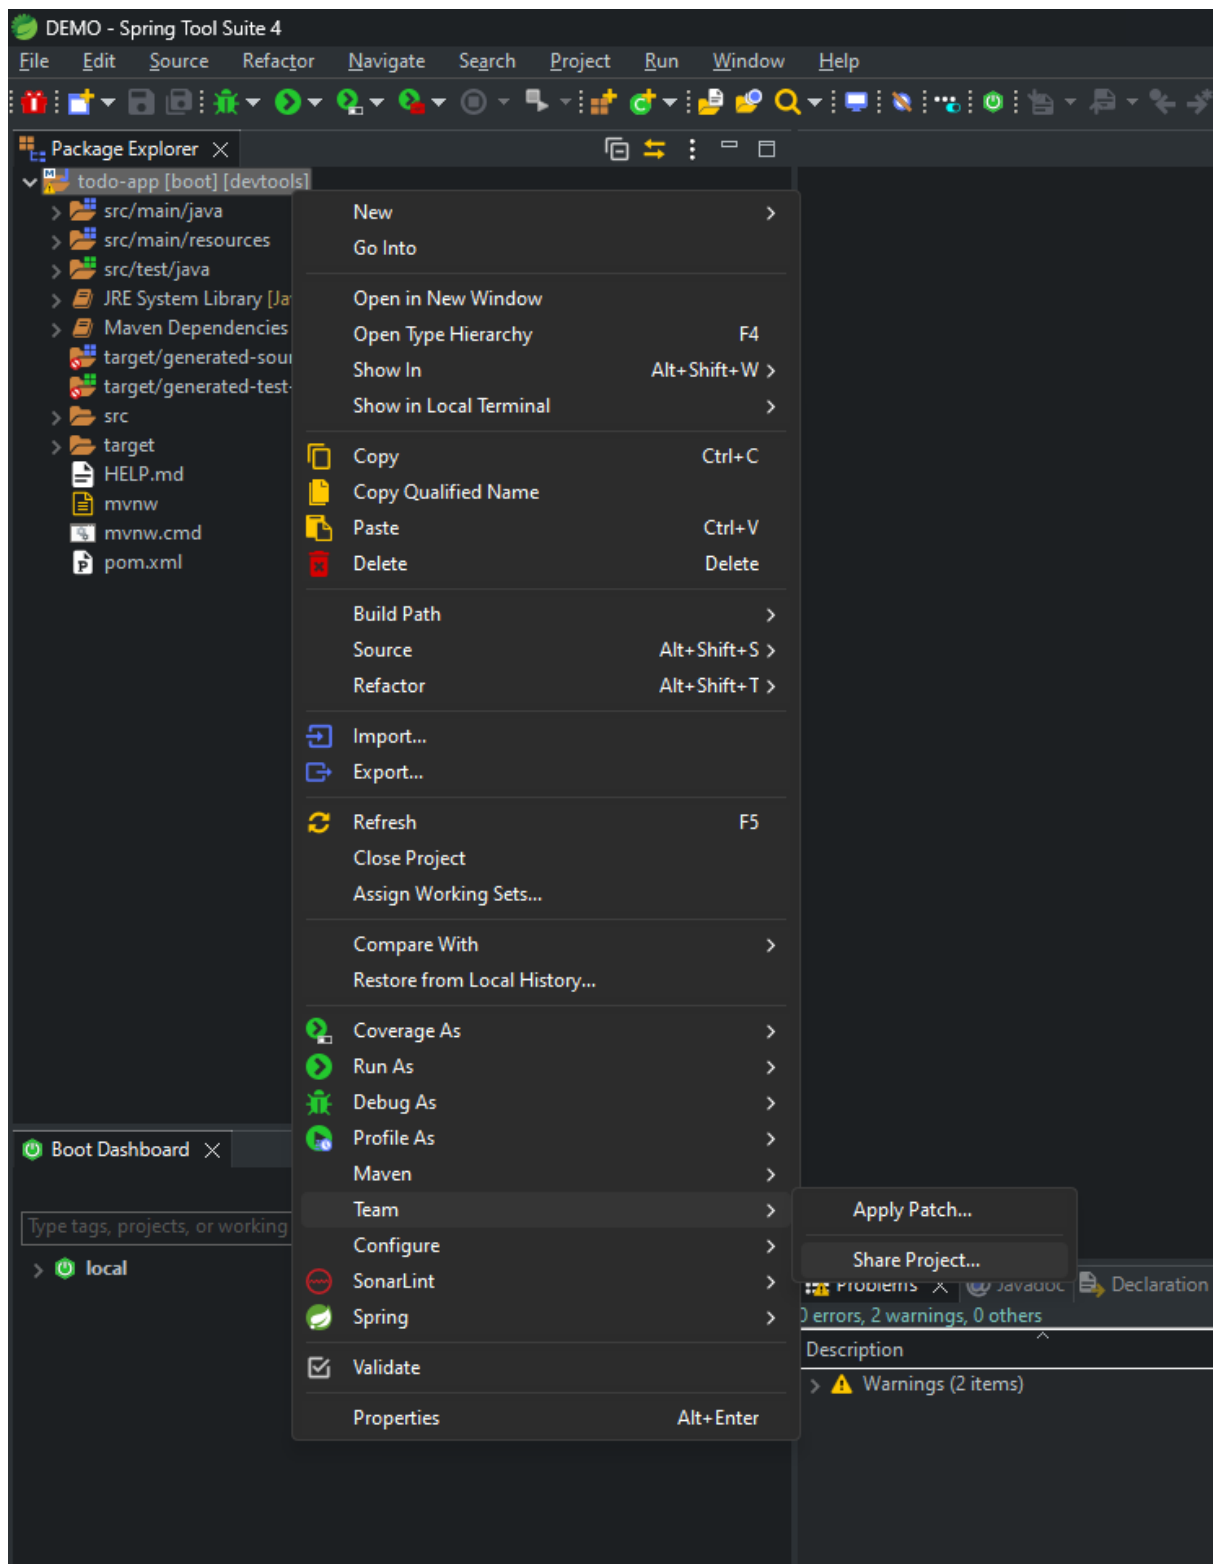 DEMO - Spring Tool Suite 4
File Edit Source Refactor Navigate Search Project Run Window Help
Package Explorer
todo-app [boot] [devtools]
src/main/java
src/main/resources
src/test/java
JRE System Library [Ja
Maven Dependencies
target/generated-sour
target/generated-test-
src
target
HELP.md
mvnw
mvnw.cmd
pom.xml
New
Go Into
Open in New Window
Open Type Hierarchy F4
Show In Alt+Shift+W
Show in Local Terminal
Copy Ctrl+C
Copy Qualified Name
Paste Ctrl+V
Delete Delete
Build Path
Source Alt+Shift+S
Refactor Alt+Shift+T
Import...
Export...
Refresh F5
Close Project
Assign Working Sets...
Compare With
Restore from Local History...
Coverage As
Run As
Debug As
Profile As
Maven
Team
Configure
SonarLint
Spring
Validate
Properties Alt+Enter
Apply Patch...
Share Project...
Boot Dashboard
Type tags, projects, or working
local
Problems Javadoc Declaration
0 errors, 2 warnings, 0 others
Description
Warnings (2 items)